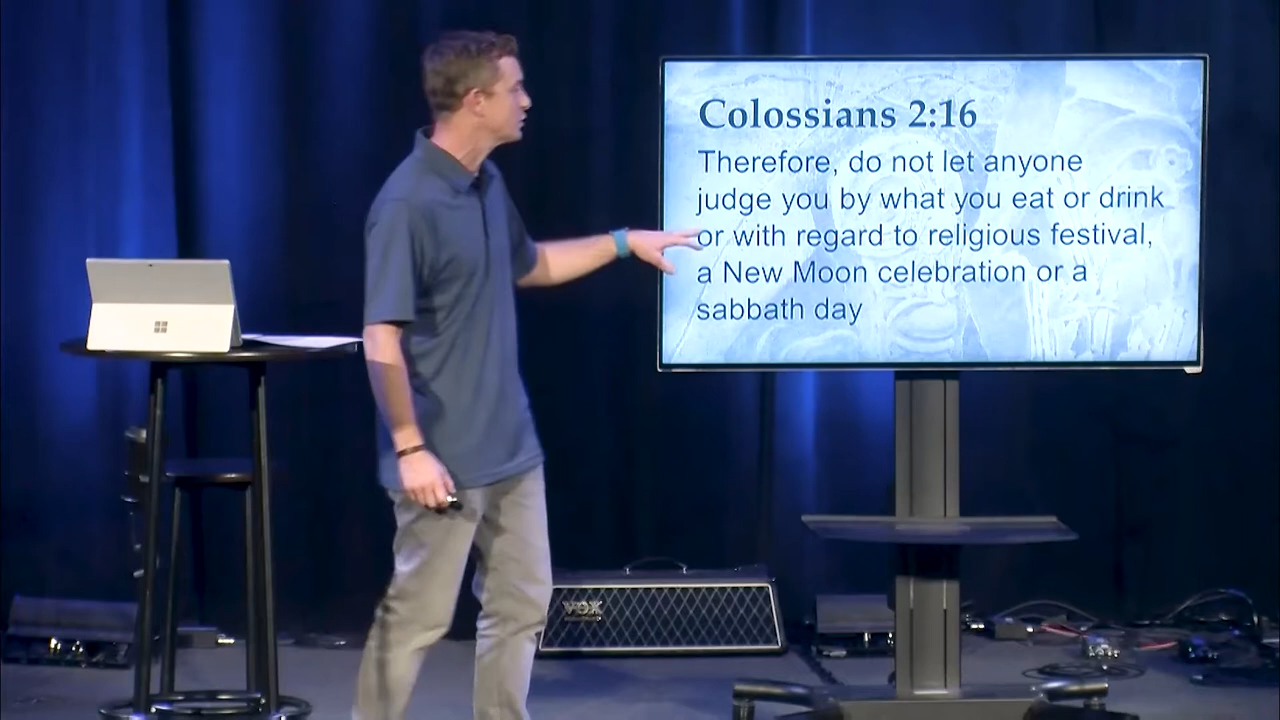 Colossians 2:16
Therefore, do not let anyone
judge you by what you eat or drink
or with regard to religious festival,
a New Moon celebration or a
sabbath day
VOX